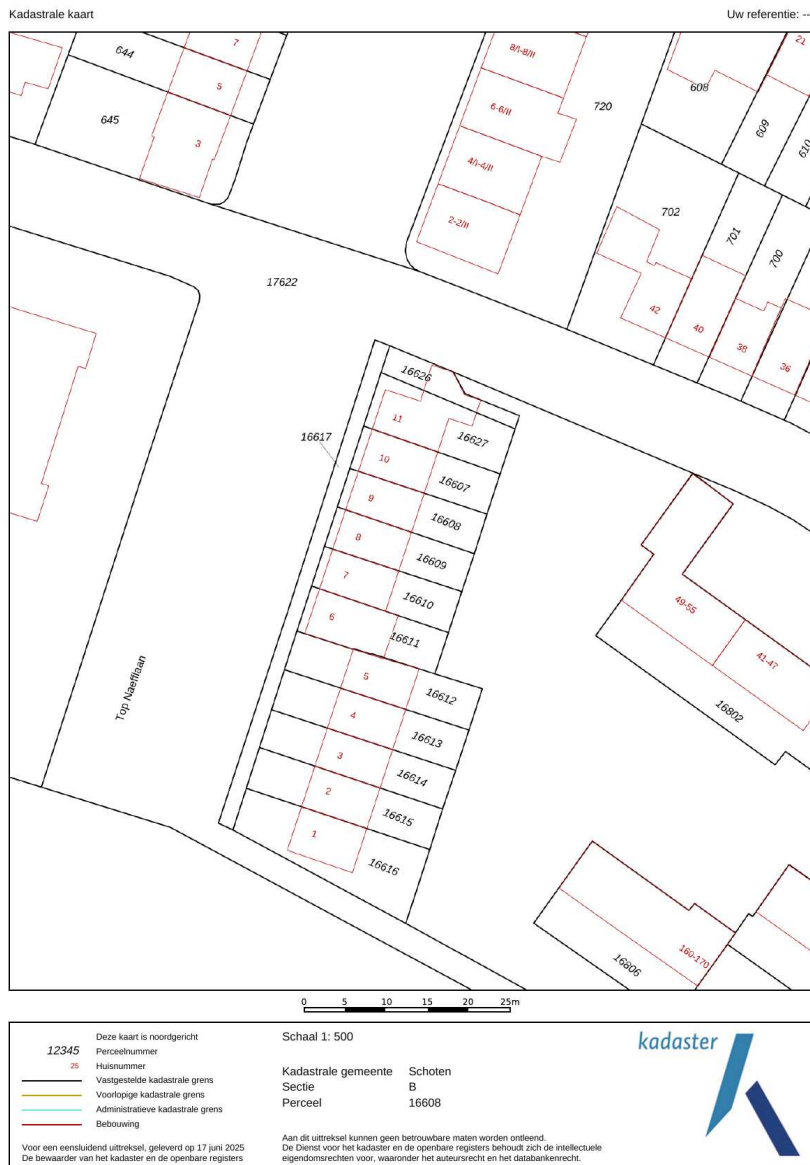 Kadastrale kaart
Uw referentie: --
644
7
5
645
3
8/I-8/II
6-6/II
4/I-4/II
2-2/II
720
608
21
609
610
702
701
700
42
40
38
36
17622
16626
11
16627
16617
10
16607
9
16608
8
16609
7
16610
6
16611
5
16612
4
16613
3
16614
2
16615
1
16616
Top Naefflaan
49-55
41-47
16802
160-170
16806
0 5 10 15 20 25m
Deze kaart is noordgericht
12345 Perceelnummer
25 Huisnummer
Vastgestelde kadastrale grens
Voorlopige kadastrale grens
Administratieve kadastrale grens
Bebouwing
Voor een eensluidend uittreksel, geleverd op 17 juni 2025
De bewaarder van het kadaster en de openbare registers
Schaal 1: 500
Kadastrale gemeente Schoten
Sectie B
Perceel 16608
Aan dit uittreksel kunnen geen betrouwbare maten worden ontleend.
De Dienst voor het kadaster en de openbare registers behoudt zich de intellectuele
eigendomsrechten voor, waaronder het auteursrecht en het databankenrecht.
kadaster